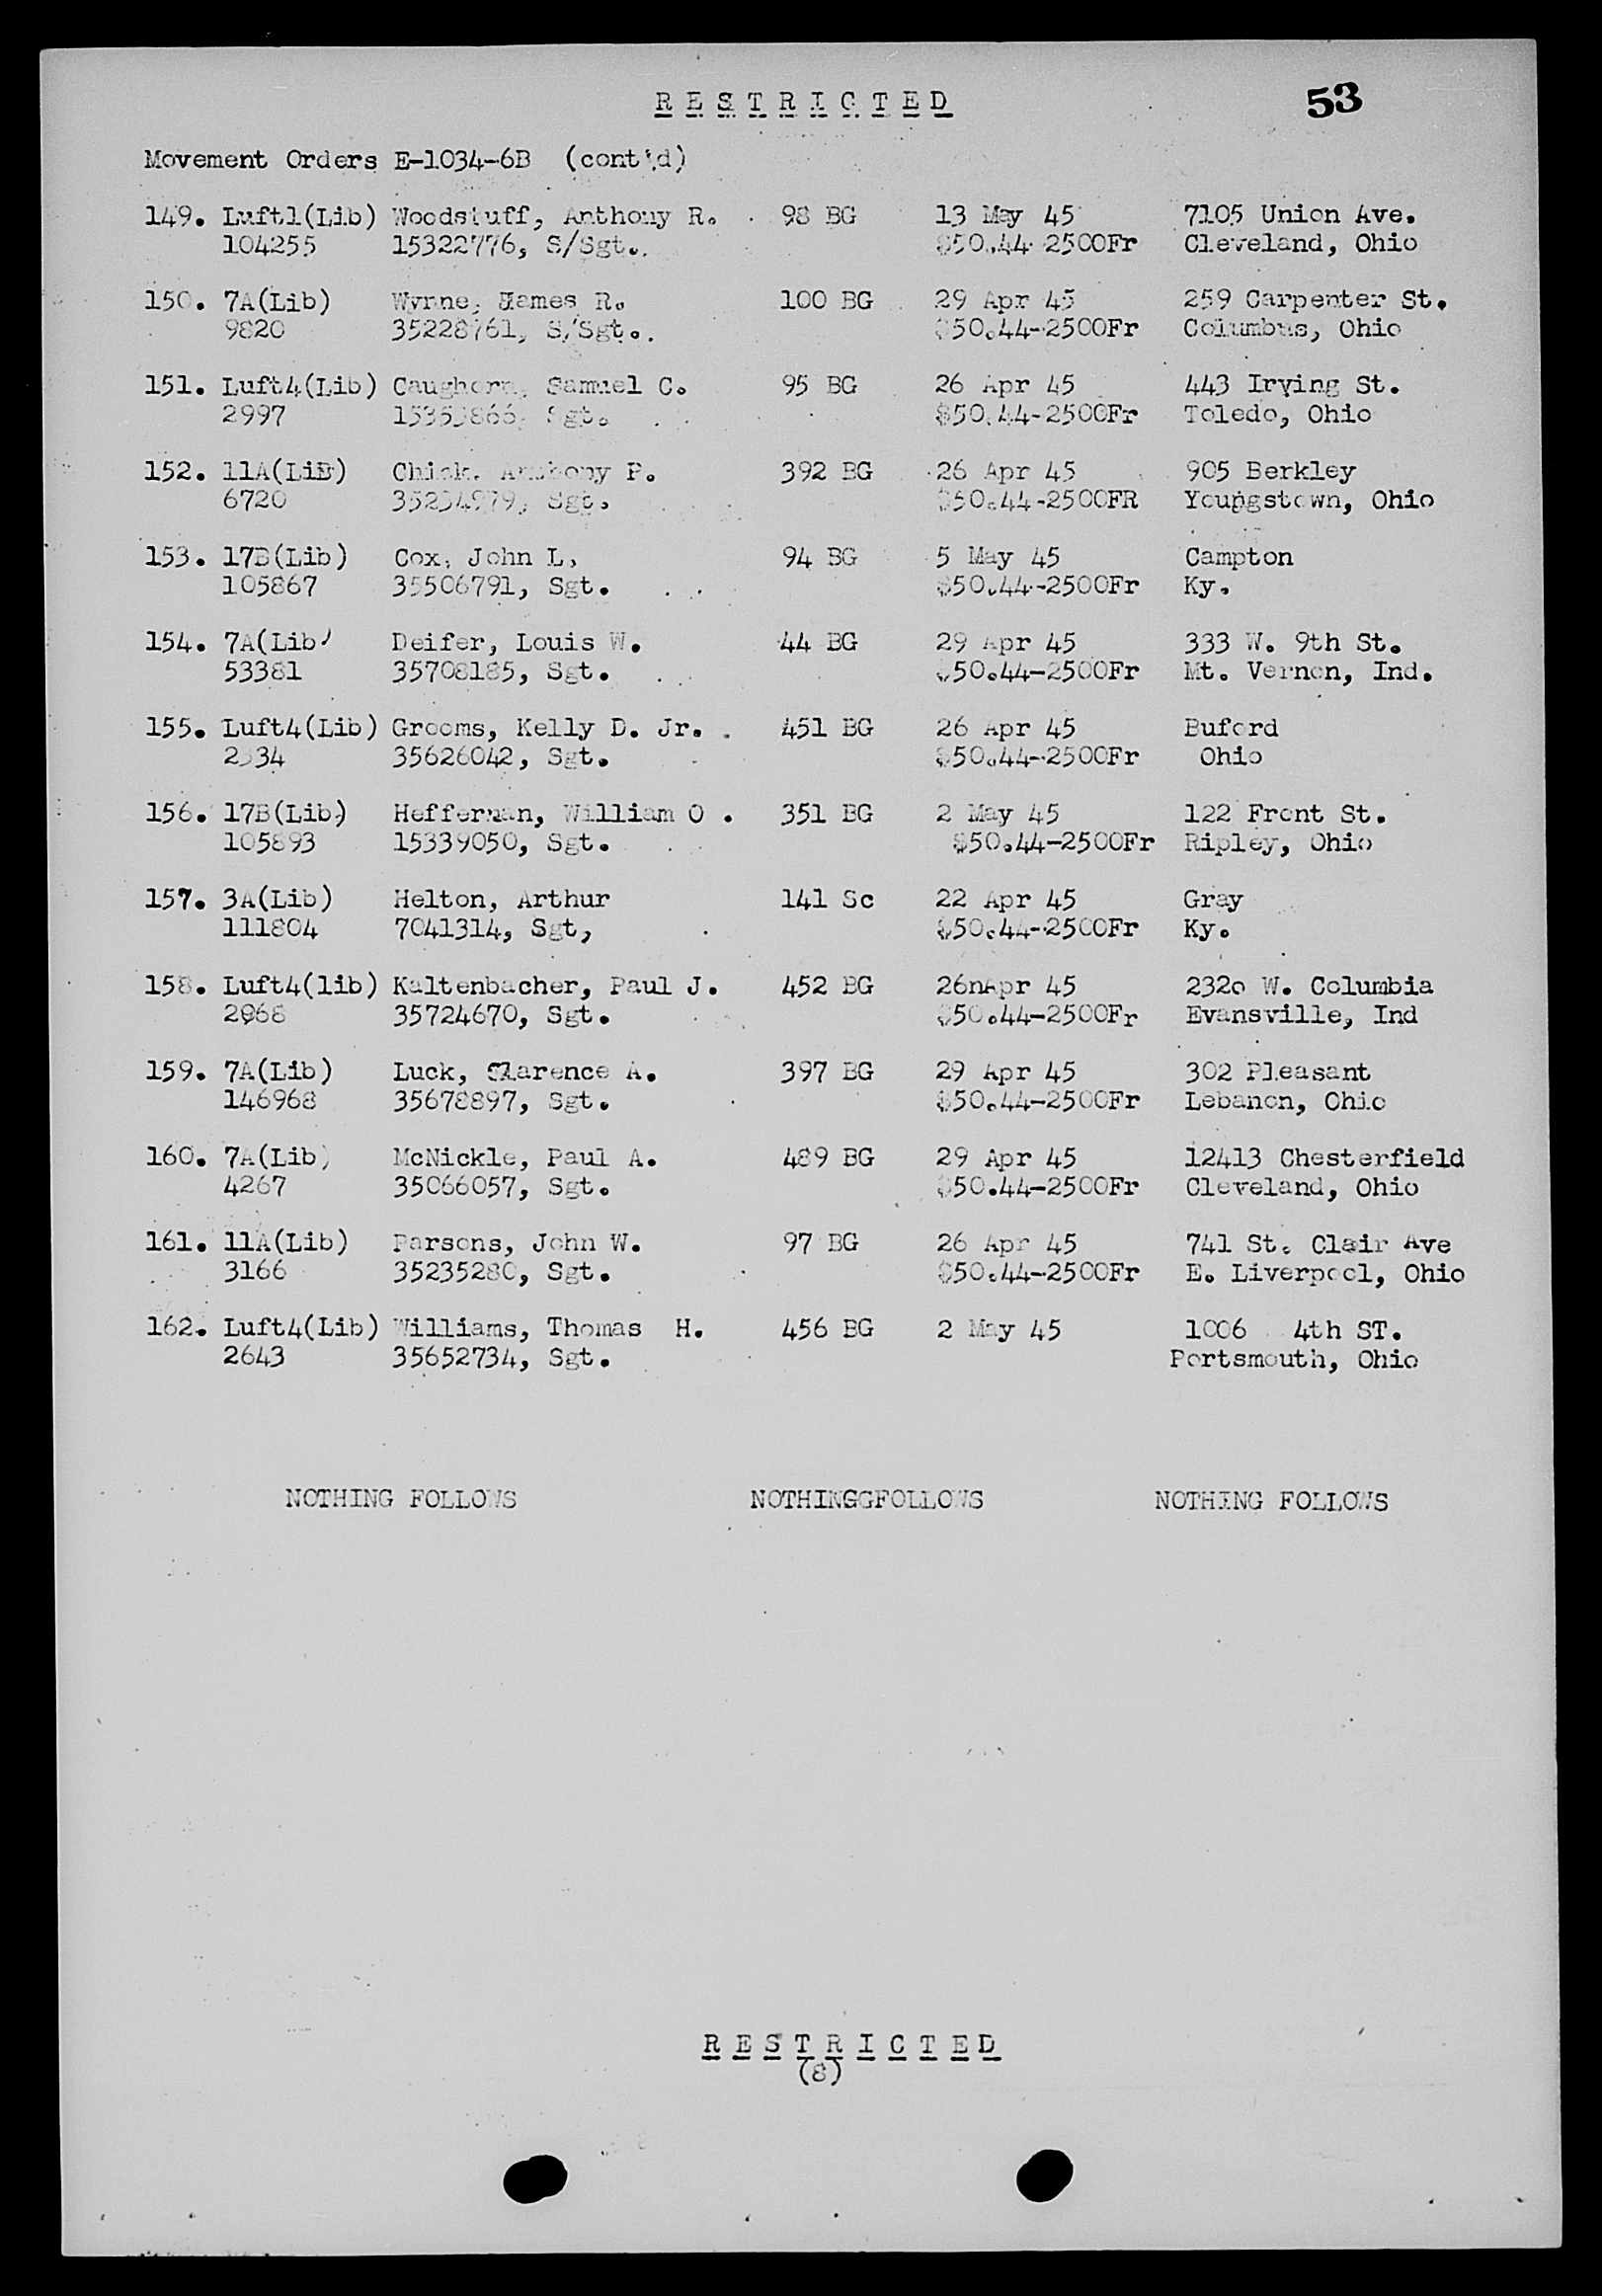 RESTRICTED
53
Movement Orders E-1034-6B (cont'd)
149. Luft1(Lib) Woodstuff, Anthony R. 98 BG 13 May 45 7105 Union Ave.
104255 15322776, S/Sgt. $50.44-2500Fr Cleveland, Ohio
150. 7A(Lib) Wynne, James R. 100 BG 29 Apr 45 259 Carpenter St.
9820 35228761, S/Sgt. $50.44-2500Fr Columbus, Ohio
151. Luft4(Lib) Caughorn, Samuel C. 95 BG 26 Apr 45 443 Irving St.
2997 Sgt. $50.44-2500Fr Toledo, Ohio
152. 11A(LiB) Anthony P. 392 BG 26 Apr 45 905 Berkley
6720 35234979, Sgt. $50.44-2500FR Youngstown, Ohio
153. 17B(Lib) Cox, John L, 94 BG 5 May 45 Campton
105867 35506791, Sgt. $50.44-2500Fr Ky.
154. 7A(Lib) Deifer, Louis W. 44 BG 29 Apr 45 333 W. 9th St.
53381 35708185, Sgt. $50.44-2500Fr Mt. Vernon, Ind.
155. Luft4(Lib) Grooms, Kelly D. Jr. 451 BG 26 Apr 45 Buford
35626042, Sgt. $50.44-2500Fr Ohio
156. 17B(Lib) Heffernan, William O . 351 BG 2 May 45 122 Front St.
105893 15339050, Sgt. $50.44-2500Fr Ripley, Ohio
157. 3A(Lib) Helton, Arthur 141 Sc 22 Apr 45 Gray
111804 7041314, Sgt, $50.44-2500Fr Ky.
158. Luft4(lib) Kaltenbacher, Paul J. 452 BG 26nApr 45 232o W. Columbia
2968 35724670, Sgt. $50.44-2500Fr Evansville, Ind
159. 7A(Lib) Luck, Clarence A. 397 BG 29 Apr 45 302 Pleasant
146968 35678897, Sgt. $50.44-2500Fr Lebanon, Ohio
160. 7A(Lib) McNickle, Paul A. 489 BG 29 Apr 45 12413 Chesterfield
4267 35066057, Sgt. $50.44-2500Fr Cleveland, Ohio
161. 11A(Lib) Parsons, John W. 97 BG 26 Apr 45 741 St. Clair Ave
3166 35235280, Sgt. $50.44-2500Fr E. Liverpool, Ohio
162. Luft4(Lib) Williams, Thomas H. 456 BG 2 May 45 1006 4th ST.
2643 35652734, Sgt. Portsmouth, Ohio
NOTHING FOLLOWS NOTHINGGFOLLOWS NOTHING FOLLOWS
RESTRICTED
(8)